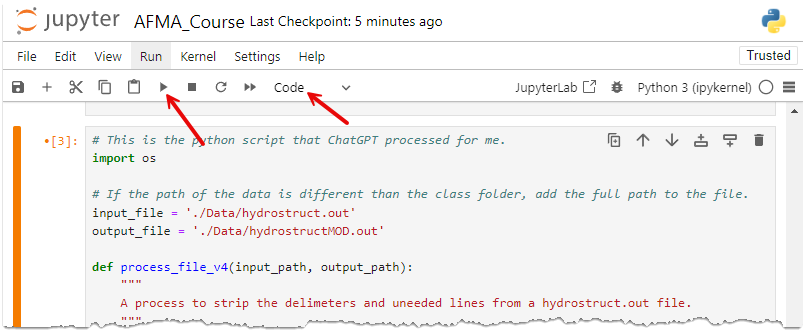 jupyter AFMA_Course Last Checkpoint: 5 minutes ago
File Edit View Run Kernel Settings Help Trusted
Code JupyterLab Python 3 (ipykernel)
•[3]: # This is the python script that ChatGPT processed for me.
import os
# If the path of the data is different than the class folder, add the full path to the file.
input_file = './Data/hydrostruct.out'
output_file = './Data/hydrostructMOD.out'
def process_file_v4(input_path, output_path):
"""
A process to strip the delimeters and uneeded lines from a hydrostruct.out file.
"""